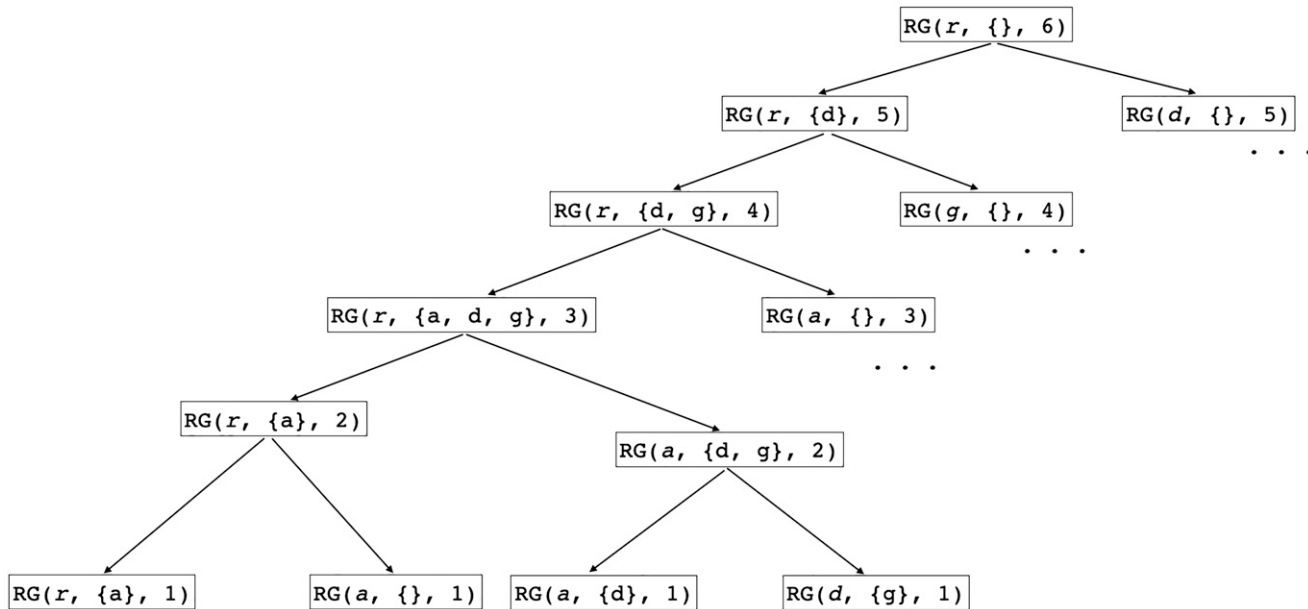 RG(r, {}, 6)
RG(r, {d}, 5)
RG(d, {}, 5)
. . .
RG(r, {d, g}, 4)
RG(g, {}, 4)
. . .
RG(r, {a, d, g}, 3)
RG(a, {}, 3)
. . .
RG(r, {a}, 2)
RG(a, {d, g}, 2)
RG(r, {a}, 1)
RG(a, {}, 1)
RG(a, {d}, 1)
RG(d, {g}, 1)